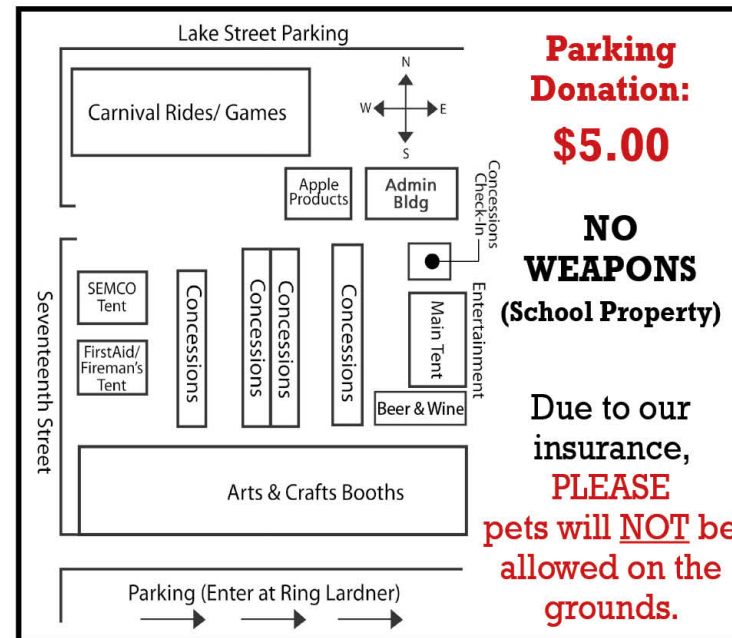 Lake Street Parking
Carnival Rides/ Games
N
W
E
S
Apple
Products
Admin
Bldg
Concessions
Check-In
SEMCO
Tent
FirstAid/
Fireman's
Tent
Seventeenth Street
Concessions
Concessions
Concessions
Concessions
Main Tent
Entertainment
Beer & Wine
Arts & Crafts Booths
Parking (Enter at Ring Lardner)
Parking
Donation:
$5.00
NO
WEAPONS
(School Property)
Due to our
insurance,
PLEASE
pets will NOT be
allowed on the
grounds.